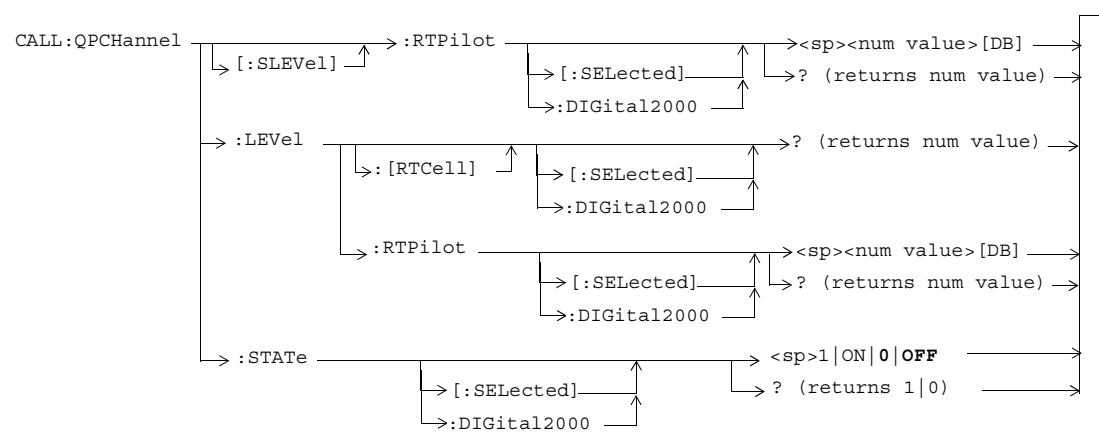 CALL:QPCHannel :RTPilot <sp><num value>[DB]
[:SLEVel] [:SELected] ? (returns num value)
:DIGital2000
:LEVel ? (returns num value)
:[RTCell] [:SELected]
:DIGital2000
:RTPilot <sp><num value>[DB]
[:SELected] ? (returns num value)
:DIGital2000
:STATe <sp>1|ON|0|OFF
[:SELected] ? (returns 1|0)
:DIGital2000